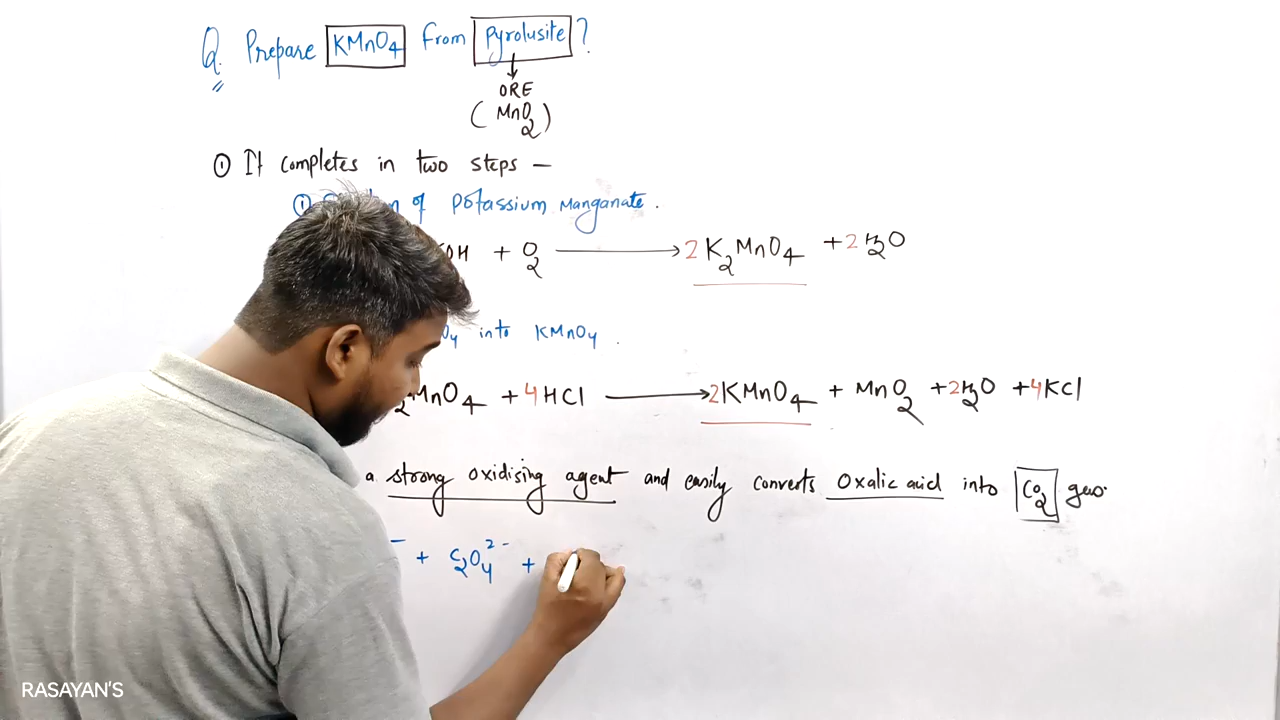 Q. Prepare KMnO4 from Pyrolusite?
ORE
(MnO2)
① It completes in two steps —
① of Potassium Manganate.
OH + O2 ⟶ 2K2MnO4 + 2H2O
into KMnO4.
2MnO4 + 4HCl ⟶ 2KMnO4 + MnO2 + 2H2O + 4KCl
a strong oxidising agent and easily converts Oxalic acid into CO2 gas.
− + C2O4 2− +
RASAYAN'S